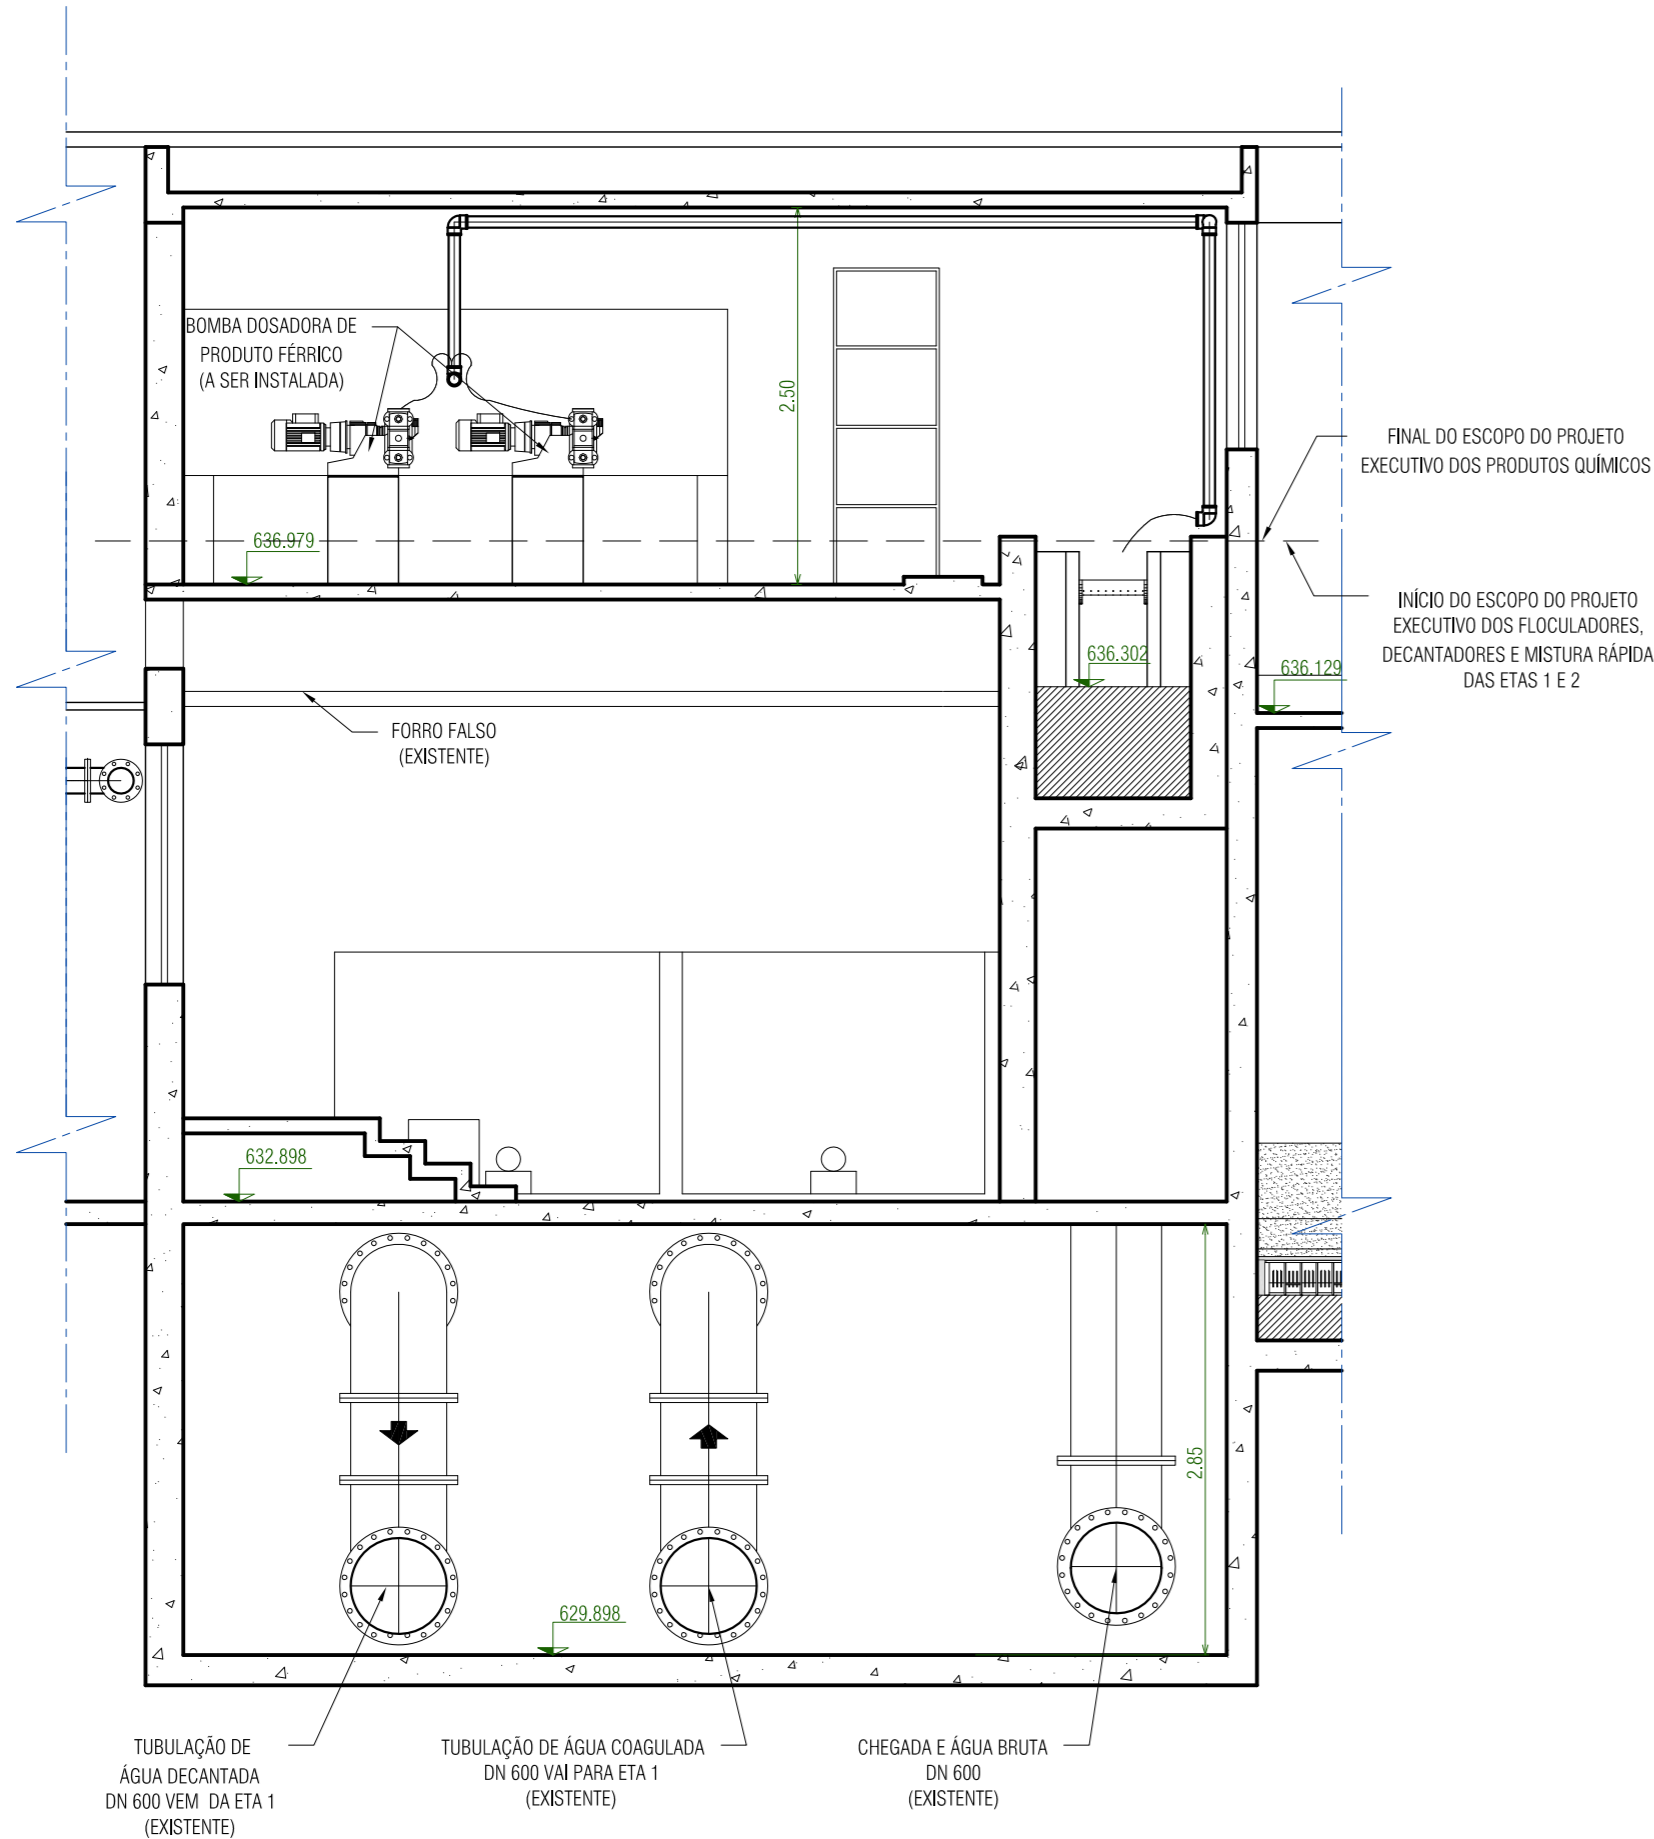 BOMBA DOSADORA DE
PRODUTO FÉRRICO
(A SER INSTALADA)
2.50
FINAL DO ESCOPO DO PROJETO
EXECUTIVO DOS PRODUTOS QUÍMICOS
636.979
INÍCIO DO ESCOPO DO PROJETO
EXECUTIVO DOS FLOCULADORES,
DECANTADORES E MISTURA RÁPIDA
DAS ETAS 1 E 2
636.302
636.129
FORRO FALSO
(EXISTENTE)
632.898
2.85
629.898
TUBULAÇÃO DE
ÁGUA DECANTADA
DN 600 VEM DA ETA 1
(EXISTENTE)
TUBULAÇÃO DE ÁGUA COAGULADA
DN 600 VAI PARA ETA 1
(EXISTENTE)
CHEGADA E ÁGUA BRUTA
DN 600
(EXISTENTE)